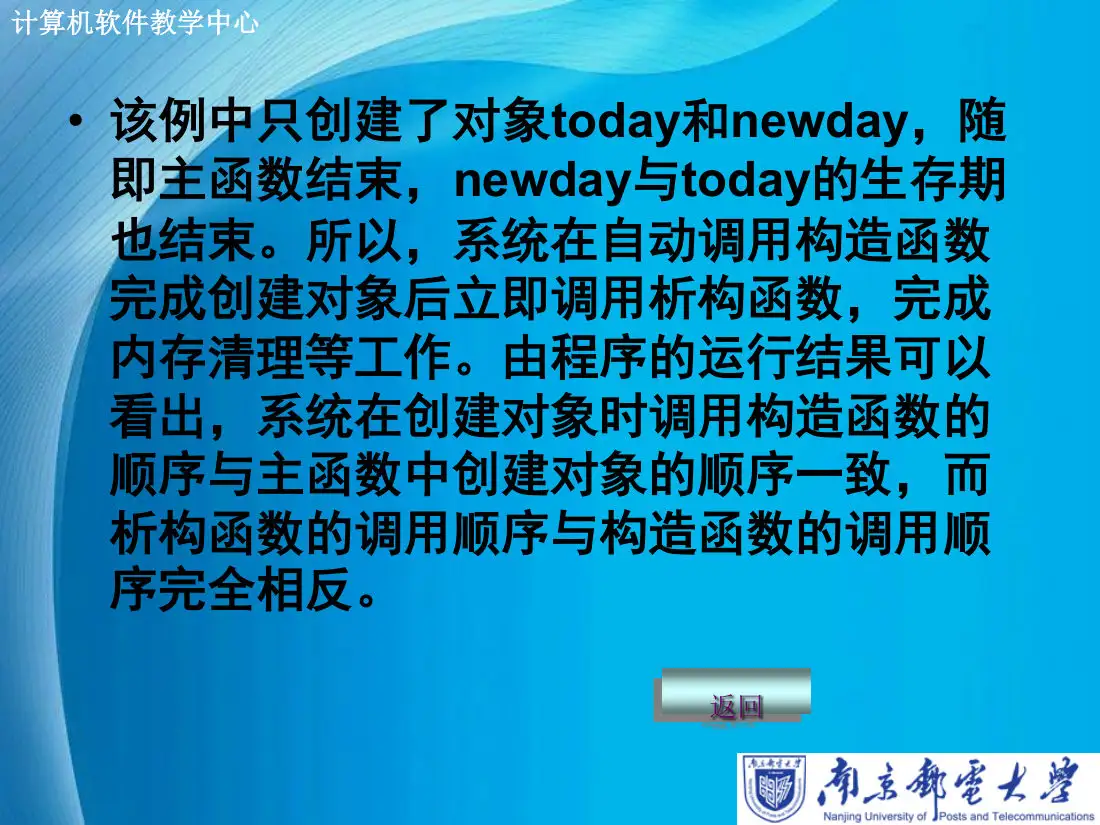 计算机软件教学中心
• 该例中只创建了对象today和newday，随
即主函数结束，newday与today的生存期
也结束。所以，系统在自动调用构造函数
完成创建对象后立即调用析构函数，完成
内存清理等工作。由程序的运行结果可以
看出，系统在创建对象时调用构造函数的
顺序与主函数中创建对象的顺序一致，而
析构函数的调用顺序与构造函数的调用顺
序完全相反。
返回
南京郵電大學
Nanjing University of Posts and Telecommunications